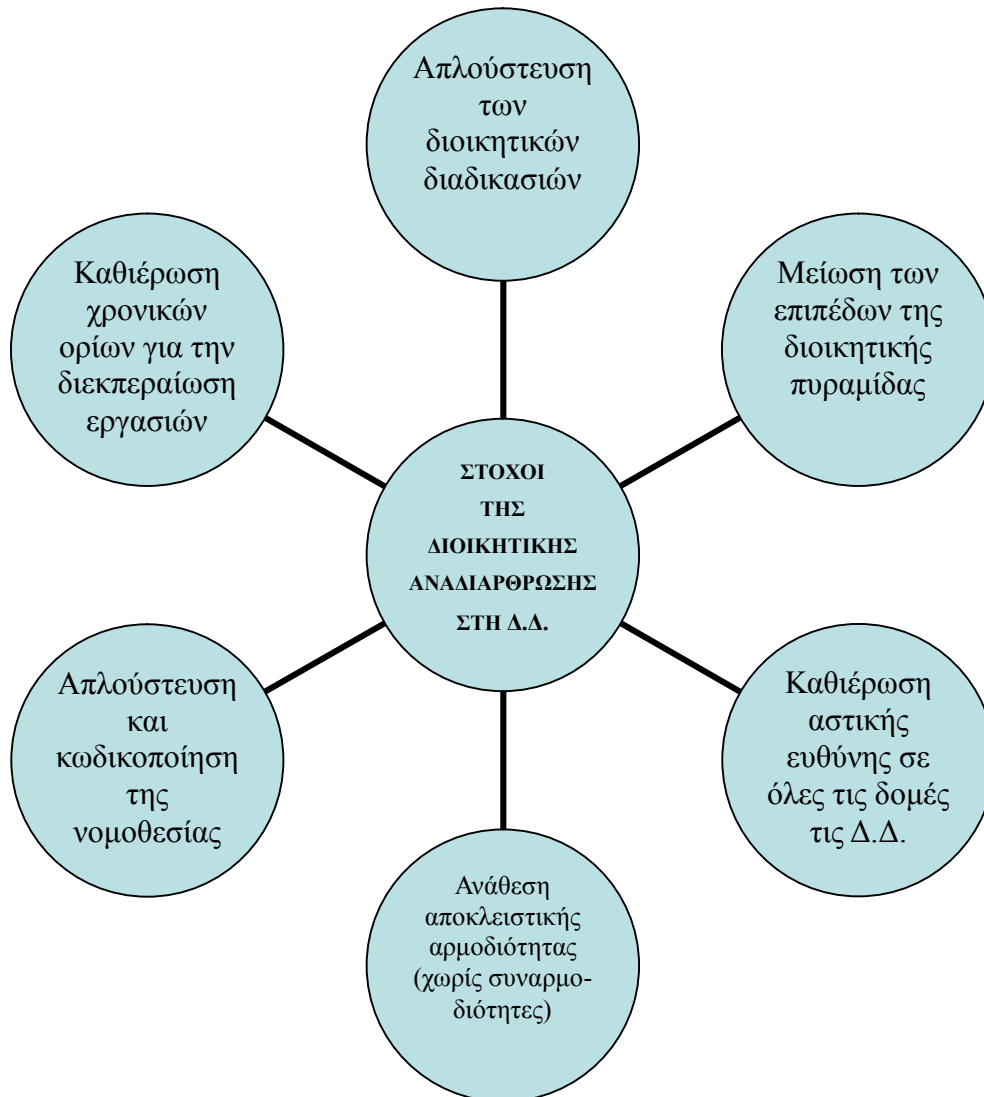 Απλούστευση
των
διοικητικών
διαδικασιών
Καθιέρωση
χρονικών
ορίων για την
διεκπεραίωση
εργασιών
Μείωση των
επιπέδων της
διοικητικής
πυραμίδας
ΣΤΟΧΟΙ
ΤΗΣ
ΔΙΟΙΚΗΤΙΚΗΣ
ΑΝΑΔΙΑΡΘΡΩΣΗΣ
ΣΤΗ Δ.Δ.
Απλούστευση
και
κωδικοποίηση
της
νομοθεσίας
Καθιέρωση
αστικής
ευθύνης σε
όλες τις δομές
τις Δ.Δ.
Ανάθεση
αποκλειστικής
αρμοδιότητας
(χωρίς συναρμο-
διότητες)